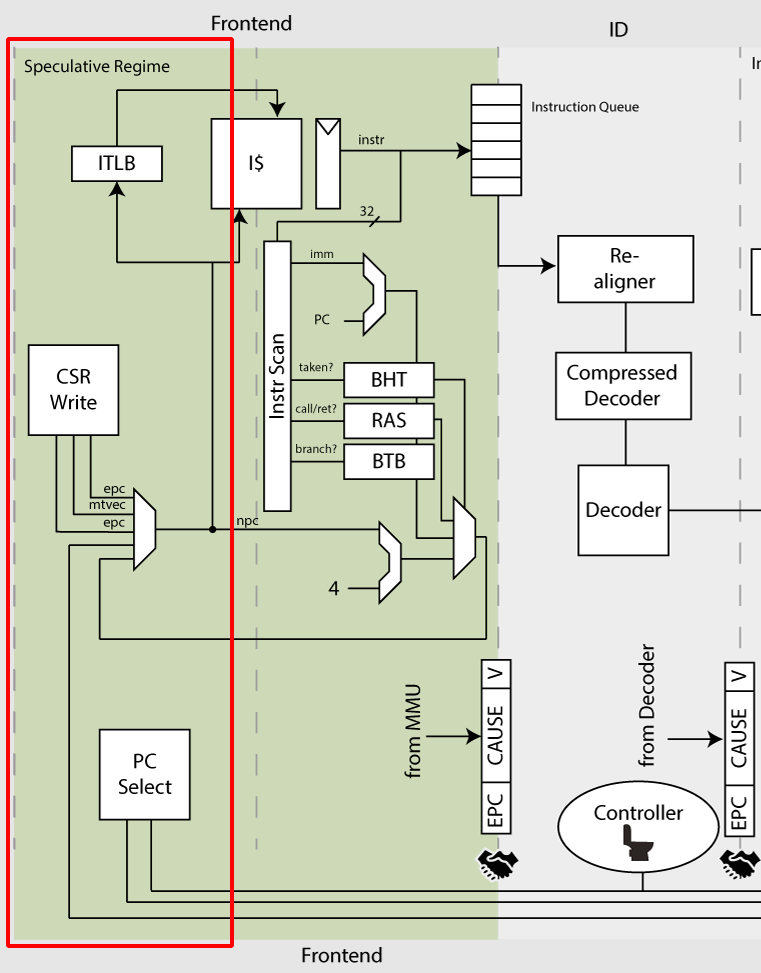 Frontend
ID
Speculative Regime
In
ITLB
I$
instr
Instruction Queue
32
imm
PC
Instr Scan
taken?
BHT
call/ret?
RAS
branch?
BTB
CSR
Write
epc
mtvec
epc
npc
4
Re-
aligner
Compressed
Decoder
Decoder
PC
Select
from MMU
V
CAUSE
EPC
from Decoder
V
CAUSE
EPC
Controller
Frontend